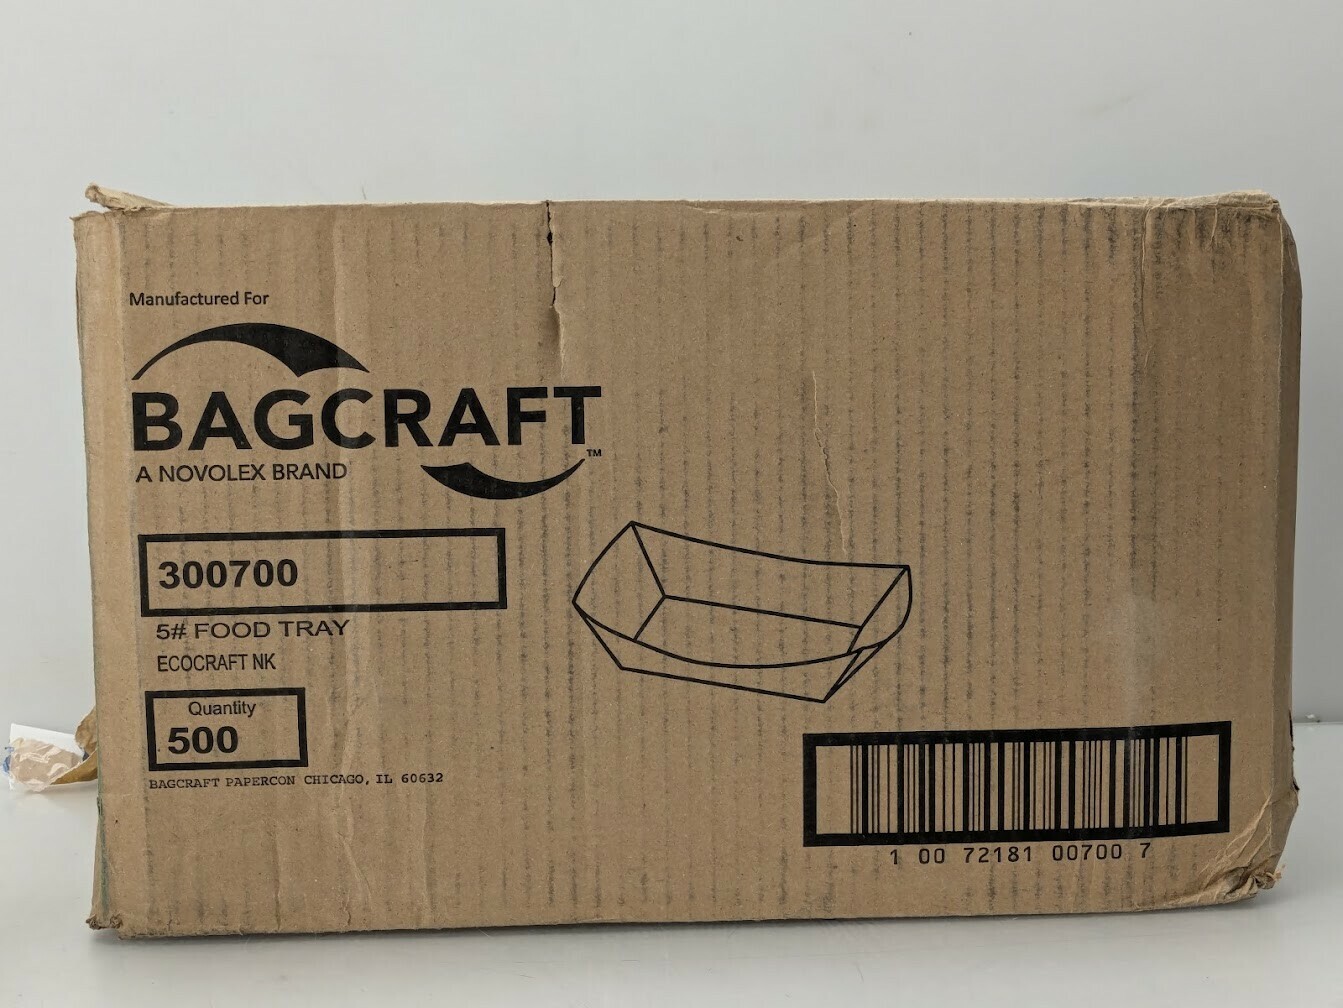 Manufactured For
BAGCRAFT
™
A NOVOLEX BRAND
300700
5# FOOD TRAY
ECOCRAFT NK
Quantity
500
BAGCRAFT PAPERCON CHICAGO, IL 60632
1 00 72181 00700 7